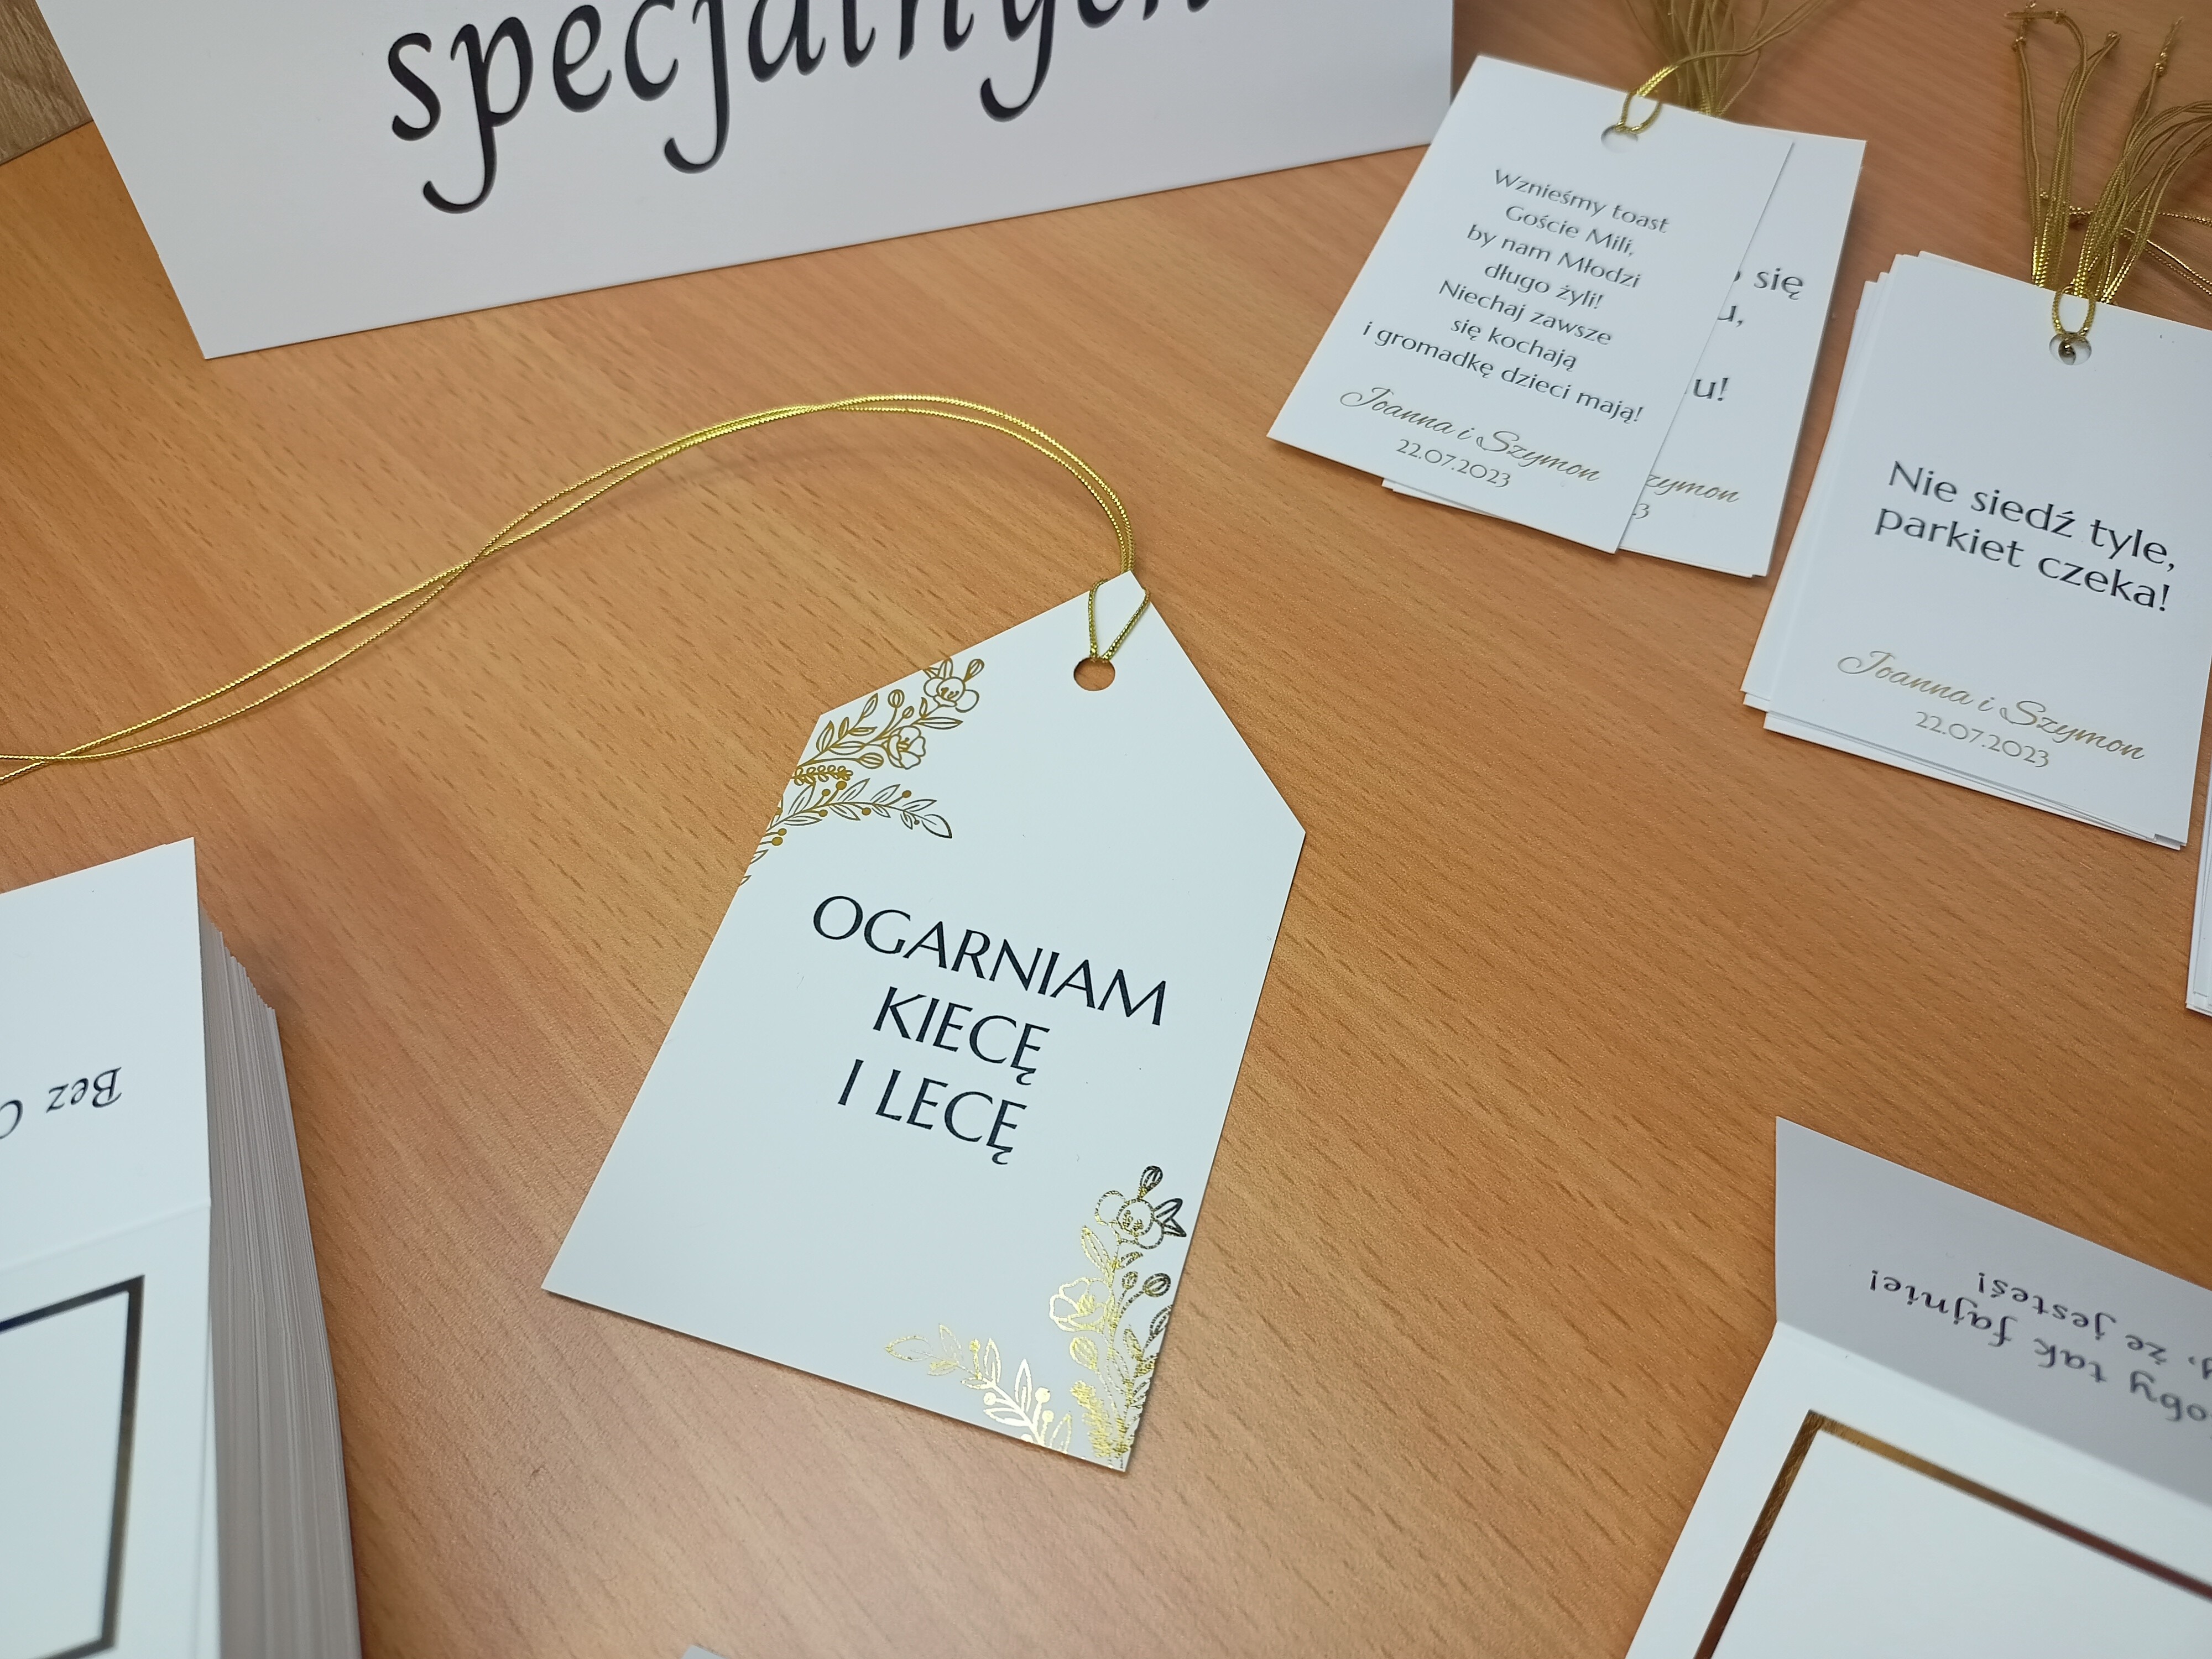 specjalnych
Wznieśmy toast
Goście Mili,
by nam Młodzi
długo żyli!
Niechaj zawsze
się kochają
i gromadkę dzieci mają!
Joanna i Szymon
22.07.2023
się
u!
Nie siedź tyle,
parkiet czeka!
Joanna i Szymon
22.07.2023
OGARNIAM
KIECĘ
I LECĘ
Bez
tak fajnie!
że jesteś!